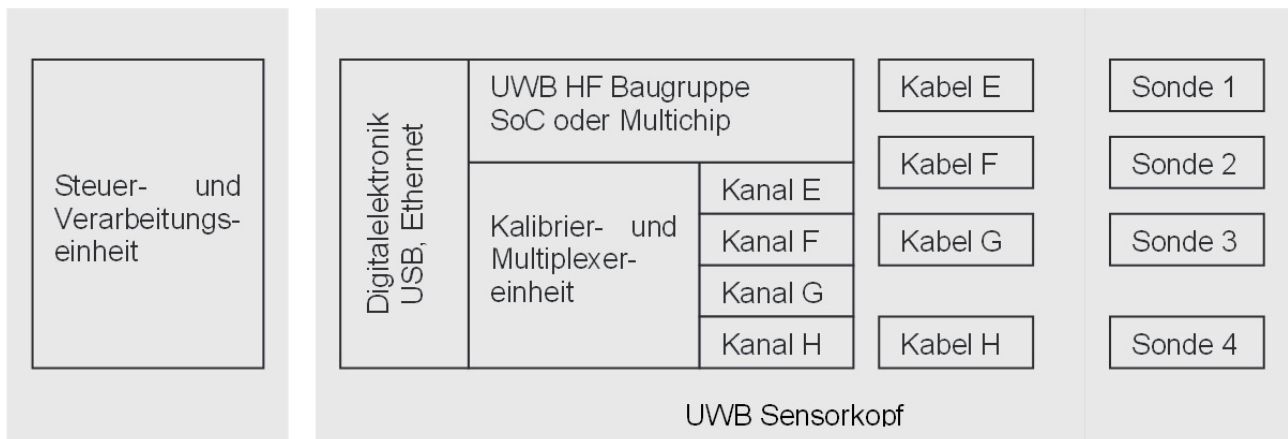 Steuer- und
Verarbeitungs-
einheit
Digitalelektronik
USB, Ethernet
UWB HF Baugruppe
SoC oder Multichip
Kalibrier- und
Multiplexer-
einheit
Kanal E
Kanal F
Kanal G
Kanal H
Kabel E
Kabel F
Kabel G
Kabel H
Sonde 1
Sonde 2
Sonde 3
Sonde 4
UWB Sensorkopf